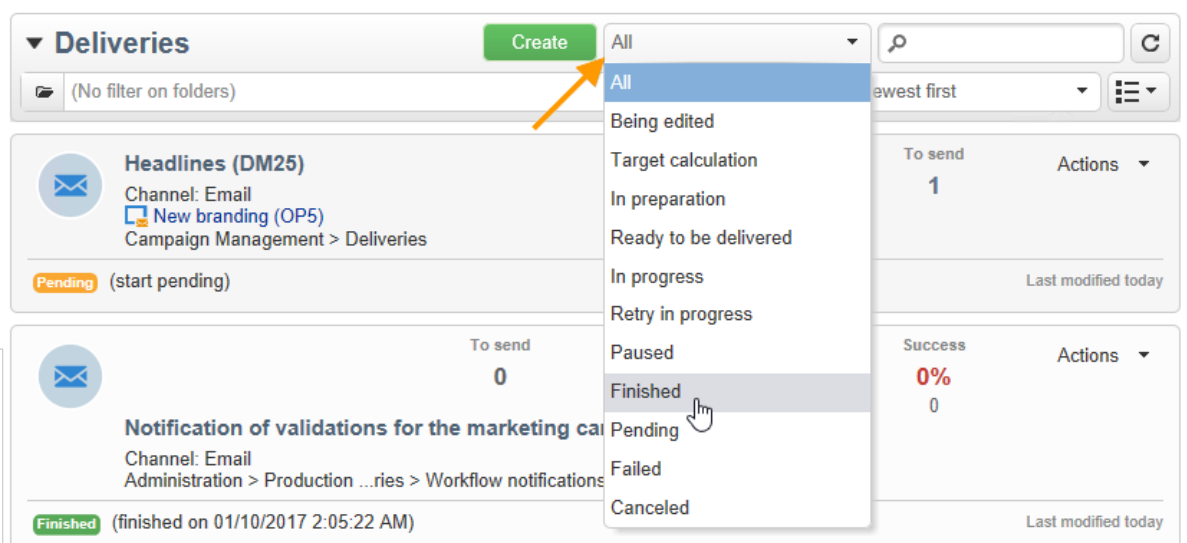 Deliveries
Create
All
(No filter on folders)
ewest first
All
Being edited
Target calculation
In preparation
Ready to be delivered
In progress
Retry in progress
Paused
Finished
Pending
Failed
Canceled
Headlines (DM25)
Channel: Email
New branding (OP5)
Campaign Management > Deliveries
To send
1
Actions
Pending (start pending)
Last modified today
To send
0
Success
0%
0
Actions
Notification of validations for the marketing ca
Channel: Email
Administration > Production ...ries > Workflow notifications
Finished (finished on 01/10/2017 2:05:22 AM)
Last modified today